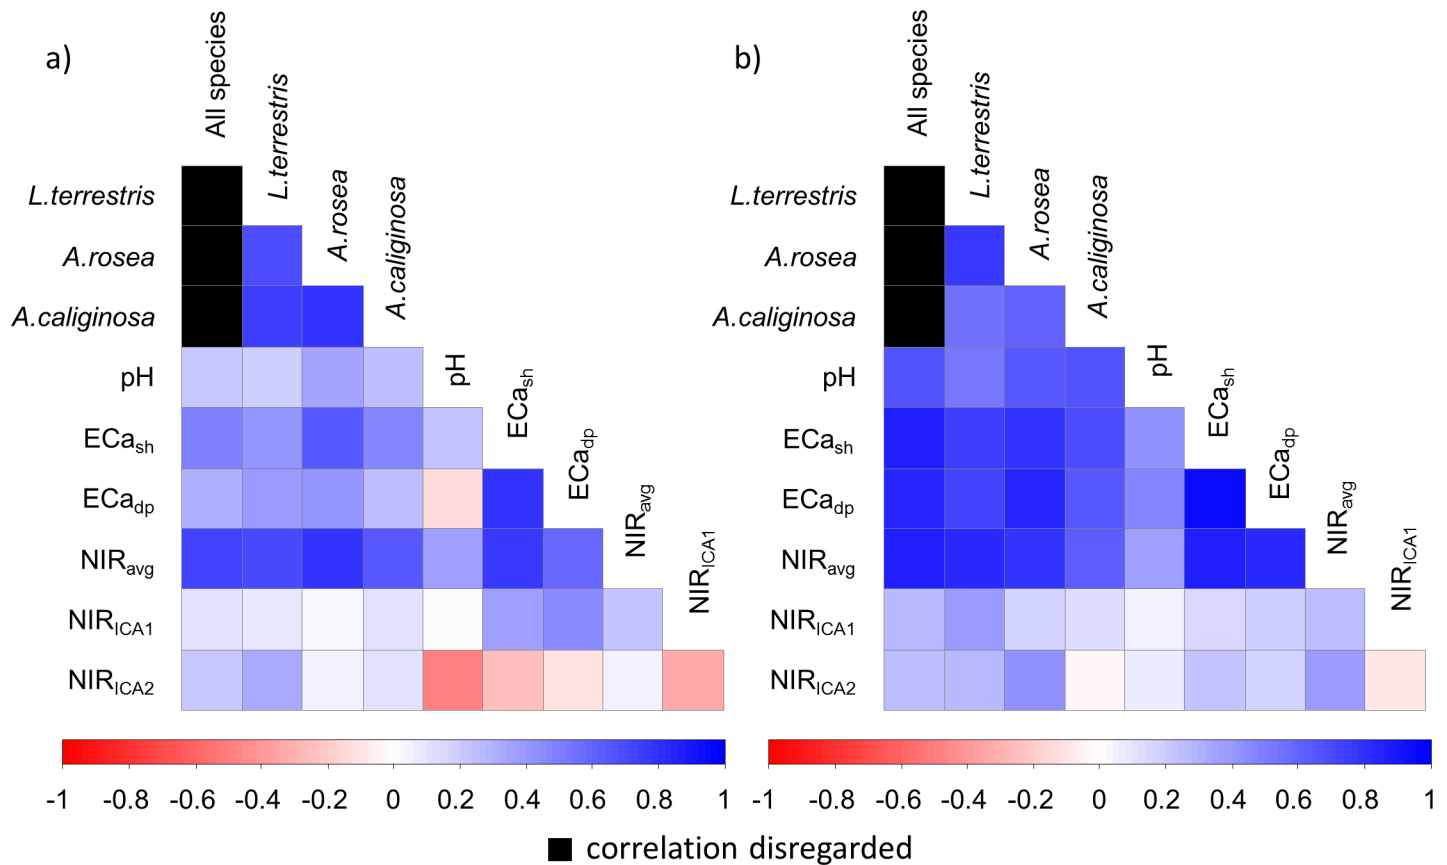 a)
All species
L.terrestris
A.rosea
A.caliginosa
pH
ECash
ECadp
NIRavg
NIRICA1
L.terrestris
A.rosea
A.caliginosa
pH
ECash
ECadp
NIRavg
NIRICA1
NIRICA2
-1 -0.8 -0.6 -0.4 -0.2 0 0.2 0.4 0.6 0.8 1
b)
All species
L.terrestris
A.rosea
A.caliginosa
pH
ECash
ECadp
NIRavg
NIRICA1
L.terrestris
A.rosea
A.caliginosa
pH
ECash
ECadp
NIRavg
NIRICA1
NIRICA2
-1 -0.8 -0.6 -0.4 -0.2 0 0.2 0.4 0.6 0.8 1
correlation disregarded